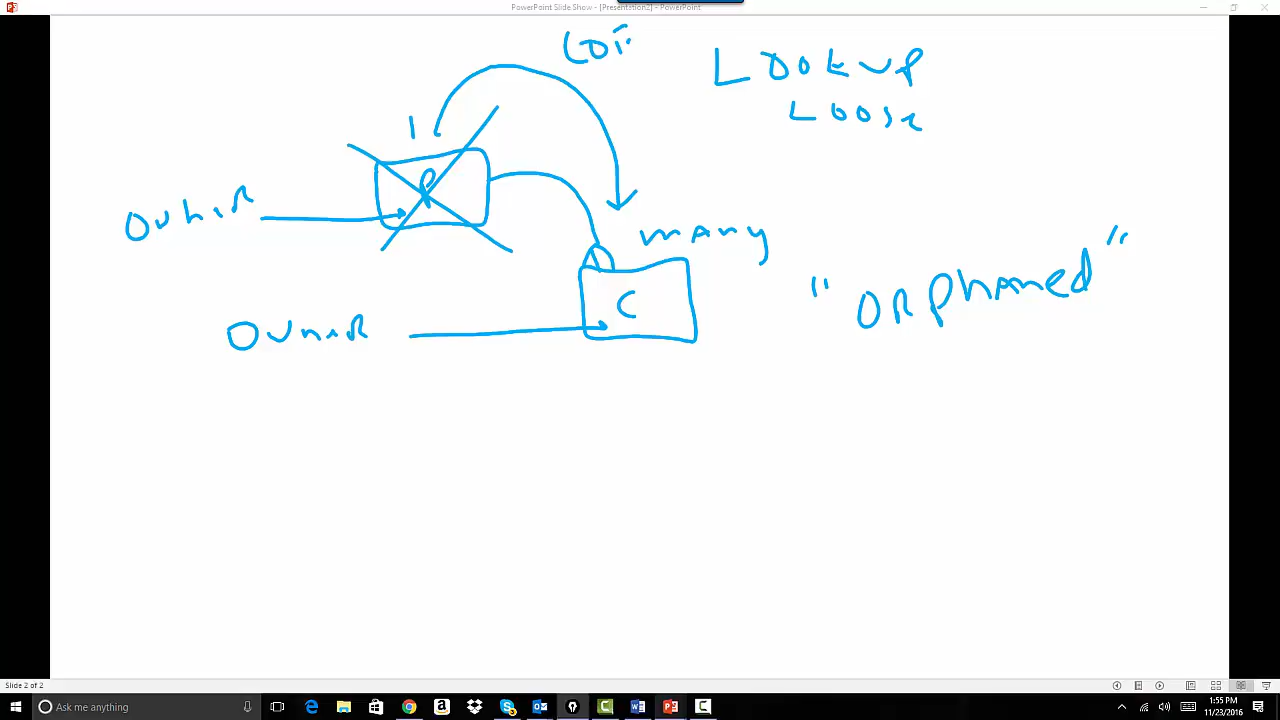 PowerPoint Slide Show - [Presentation2] - PowerPoint
LOOKUP
LOOSE
1
P
OWNER
many
C
OWNER
"ORphaned"
Slide 2 of 2
Ask me anything
1:55 PM
11/23/2016